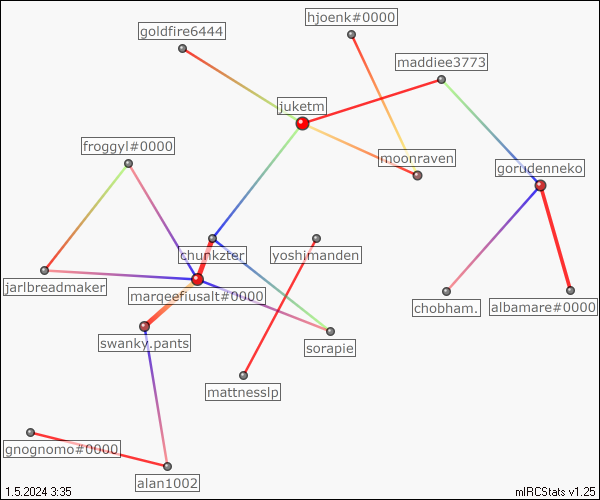 hjoenk#0000
goldfire6444
maddiee3773
juketm
froggyl#0000
moonraven
gorudenneko
chunkzter
yoshimanden
jarlbreadmaker
marqeefiusalt#0000
chobham.
albamare#0000
swanky.pants
sorapie
mattnesslp
gnognomo#0000
alan1002
1.5.2024 3:35
mIRCStats v1.25